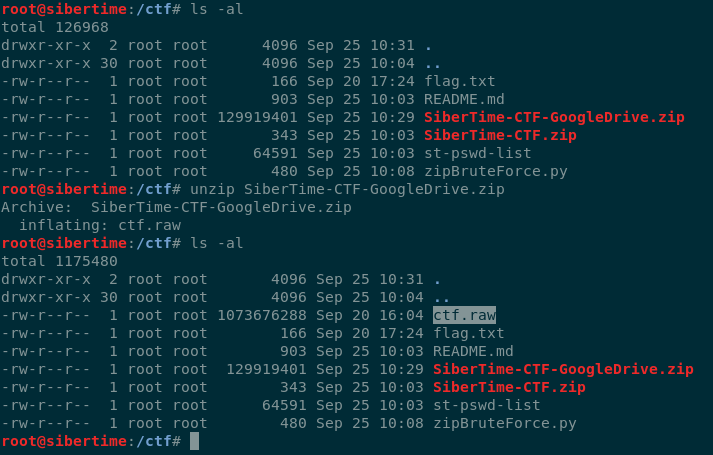 root@sibertime:/ctf# ls -al
total 126968
drwxr-xr-x  2 root root      4096 Sep 25 10:31 .
drwxr-xr-x 30 root root      4096 Sep 25 10:04 ..
-rw-r--r--  1 root root       166 Sep 20 17:24 flag.txt
-rw-r--r--  1 root root       903 Sep 25 10:03 README.md
-rw-r--r--  1 root root 129919401 Sep 25 10:29 SiberTime-CTF-GoogleDrive.zip
-rw-r--r--  1 root root       343 Sep 25 10:03 SiberTime-CTF.zip
-rw-r--r--  1 root root     64591 Sep 25 10:03 st-pswd-list
-rw-r--r--  1 root root       480 Sep 25 10:08 zipBruteForce.py
root@sibertime:/ctf# unzip SiberTime-CTF-GoogleDrive.zip
Archive:  SiberTime-CTF-GoogleDrive.zip
  inflating: ctf.raw
root@sibertime:/ctf# ls -al
total 1175480
drwxr-xr-x  2 root root       4096 Sep 25 10:31 .
drwxr-xr-x 30 root root       4096 Sep 25 10:04 ..
-rw-r--r--  1 root root 1073676288 Sep 20 16:04 ctf.raw
-rw-r--r--  1 root root        166 Sep 20 17:24 flag.txt
-rw-r--r--  1 root root        903 Sep 25 10:03 README.md
-rw-r--r--  1 root root  129919401 Sep 25 10:29 SiberTime-CTF-GoogleDrive.zip
-rw-r--r--  1 root root        343 Sep 25 10:03 SiberTime-CTF.zip
-rw-r--r--  1 root root      64591 Sep 25 10:03 st-pswd-list
-rw-r--r--  1 root root        480 Sep 25 10:08 zipBruteForce.py
root@sibertime:/ctf#